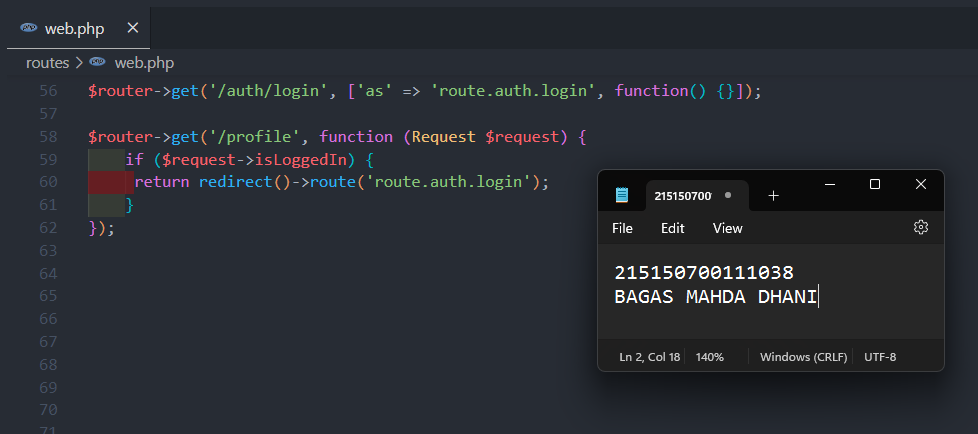 web.php
routes > web.php
56 $router->get('/auth/login', ['as' => 'route.auth.login', function() {}]);
57
58 $router->get('/profile', function (Request $request) {
59 if ($request->isLoggedIn) {
60 return redirect()->route('route.auth.login');
61 }
62 });
63
64
65
66
67
68
69
70
71
215150700
File Edit View
215150700111038
BAGAS MAHDA DHANI
Ln 2, Col 18 140% Windows (CRLF) UTF-8